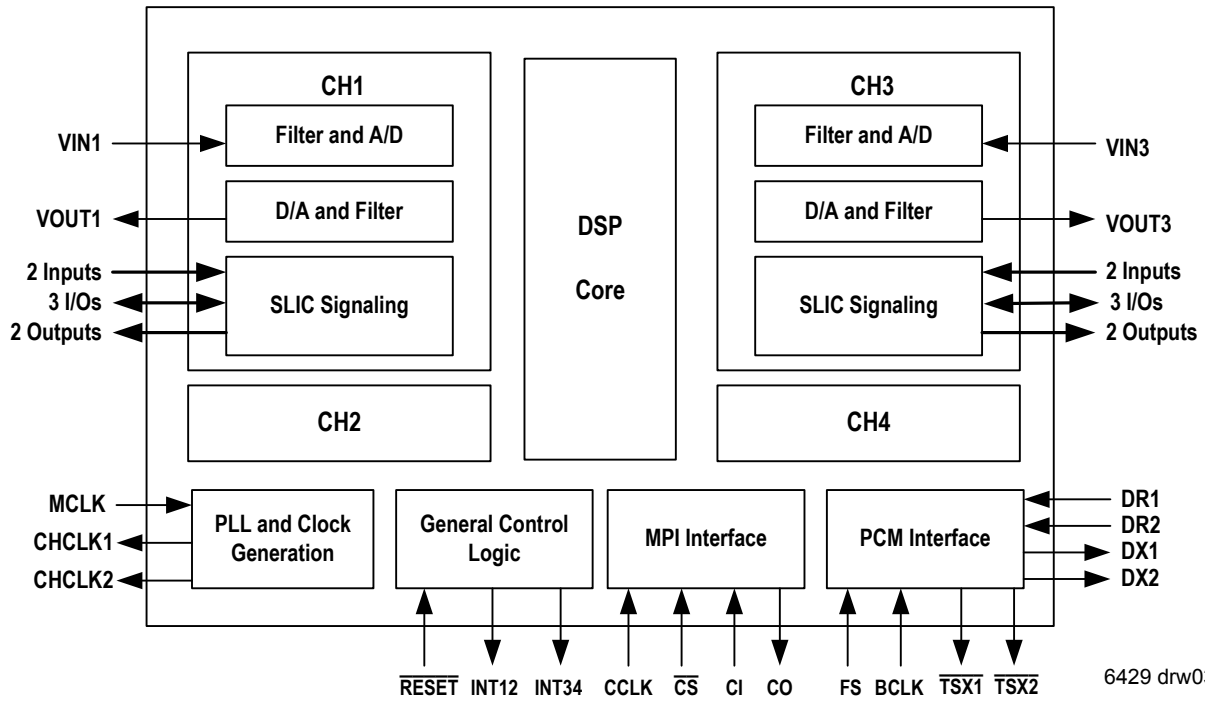 CH1
Filter and A/D
D/A and Filter
SLIC Signaling
VIN1
VOUT1
2 Inputs
3 I/Os
2 Outputs
CH2
DSP
Core
CH3
Filter and A/D
D/A and Filter
SLIC Signaling
VIN3
VOUT3
2 Inputs
3 I/Os
2 Outputs
CH4
MCLK
CHCLK1
CHCLK2
PLL and Clock
Generation
General Control
Logic
MPI Interface
PCM Interface
DR1
DR2
DX1
DX2
RESET INT12 INT34 CCLK CS CI CO FS BCLK TSX1 TSX2
6429